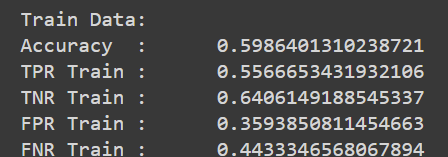 Train Data:
Accuracy : 0.5986401310238721
TPR Train : 0.5566653431932106
TNR Train : 0.6406149188545337
FPR Train : 0.3593850811454663
FNR Train : 0.4433346568067894